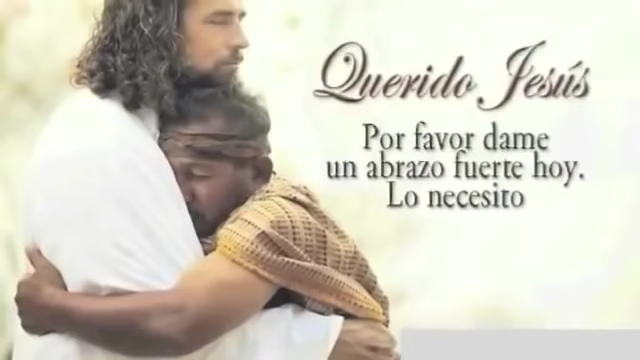 Querido Jesús
Por favor dame
un abrazo fuerte hoy.
Lo necesito